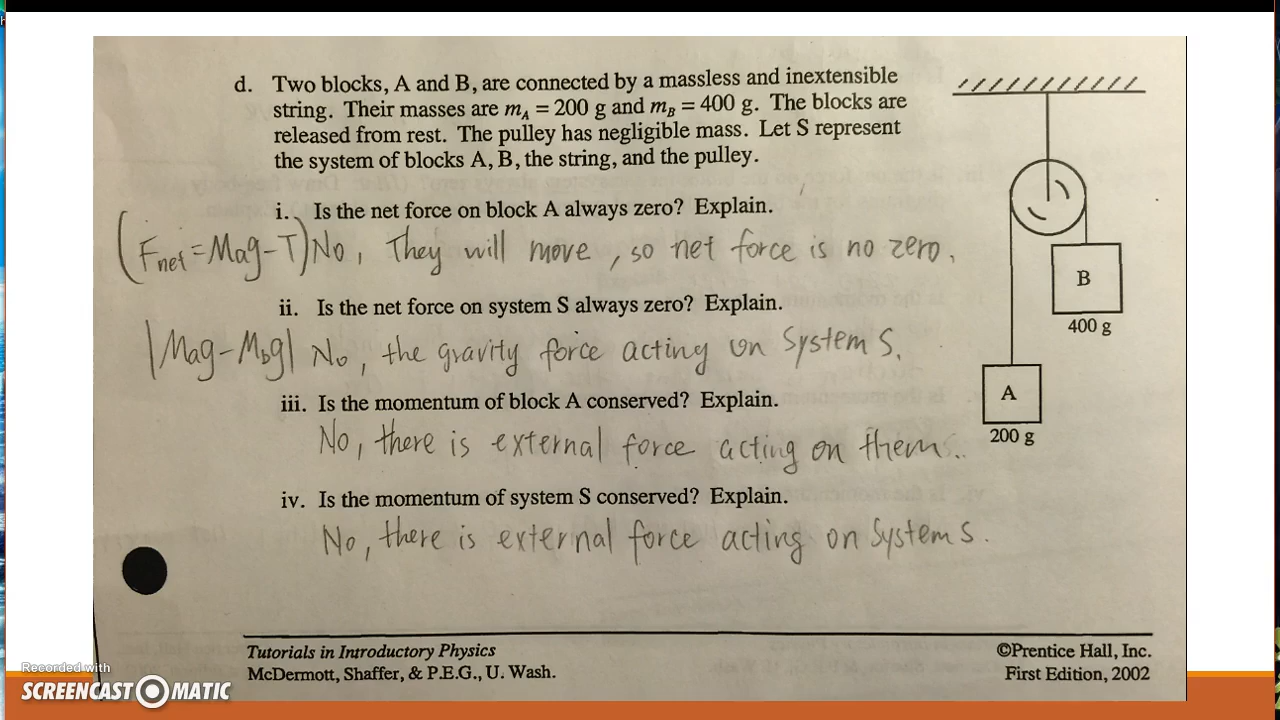 d. Two blocks, A and B, are connected by a massless and inextensible
string. Their masses are mA = 200 g and mB = 400 g. The blocks are
released from rest. The pulley has negligible mass. Let S represent
the system of blocks A, B, the string, and the pulley.
i. Is the net force on block A always zero? Explain.
(Fnet = Mag - T) No, They will move, so net force is no zero.
ii. Is the net force on system S always zero? Explain.
|Mag - Mbg| No, the gravity force acting on System S.
iii. Is the momentum of block A conserved? Explain.
No, there is external force acting on them.
iv. Is the momentum of system S conserved? Explain.
No, there is external force acting on System S.
B
400 g
A
200 g
Tutorials in Introductory Physics
McDermott, Shaffer, & P.E.G., U. Wash.
©Prentice Hall, Inc.
First Edition, 2002
Recorded with
SCREENCAST-O-MATIC